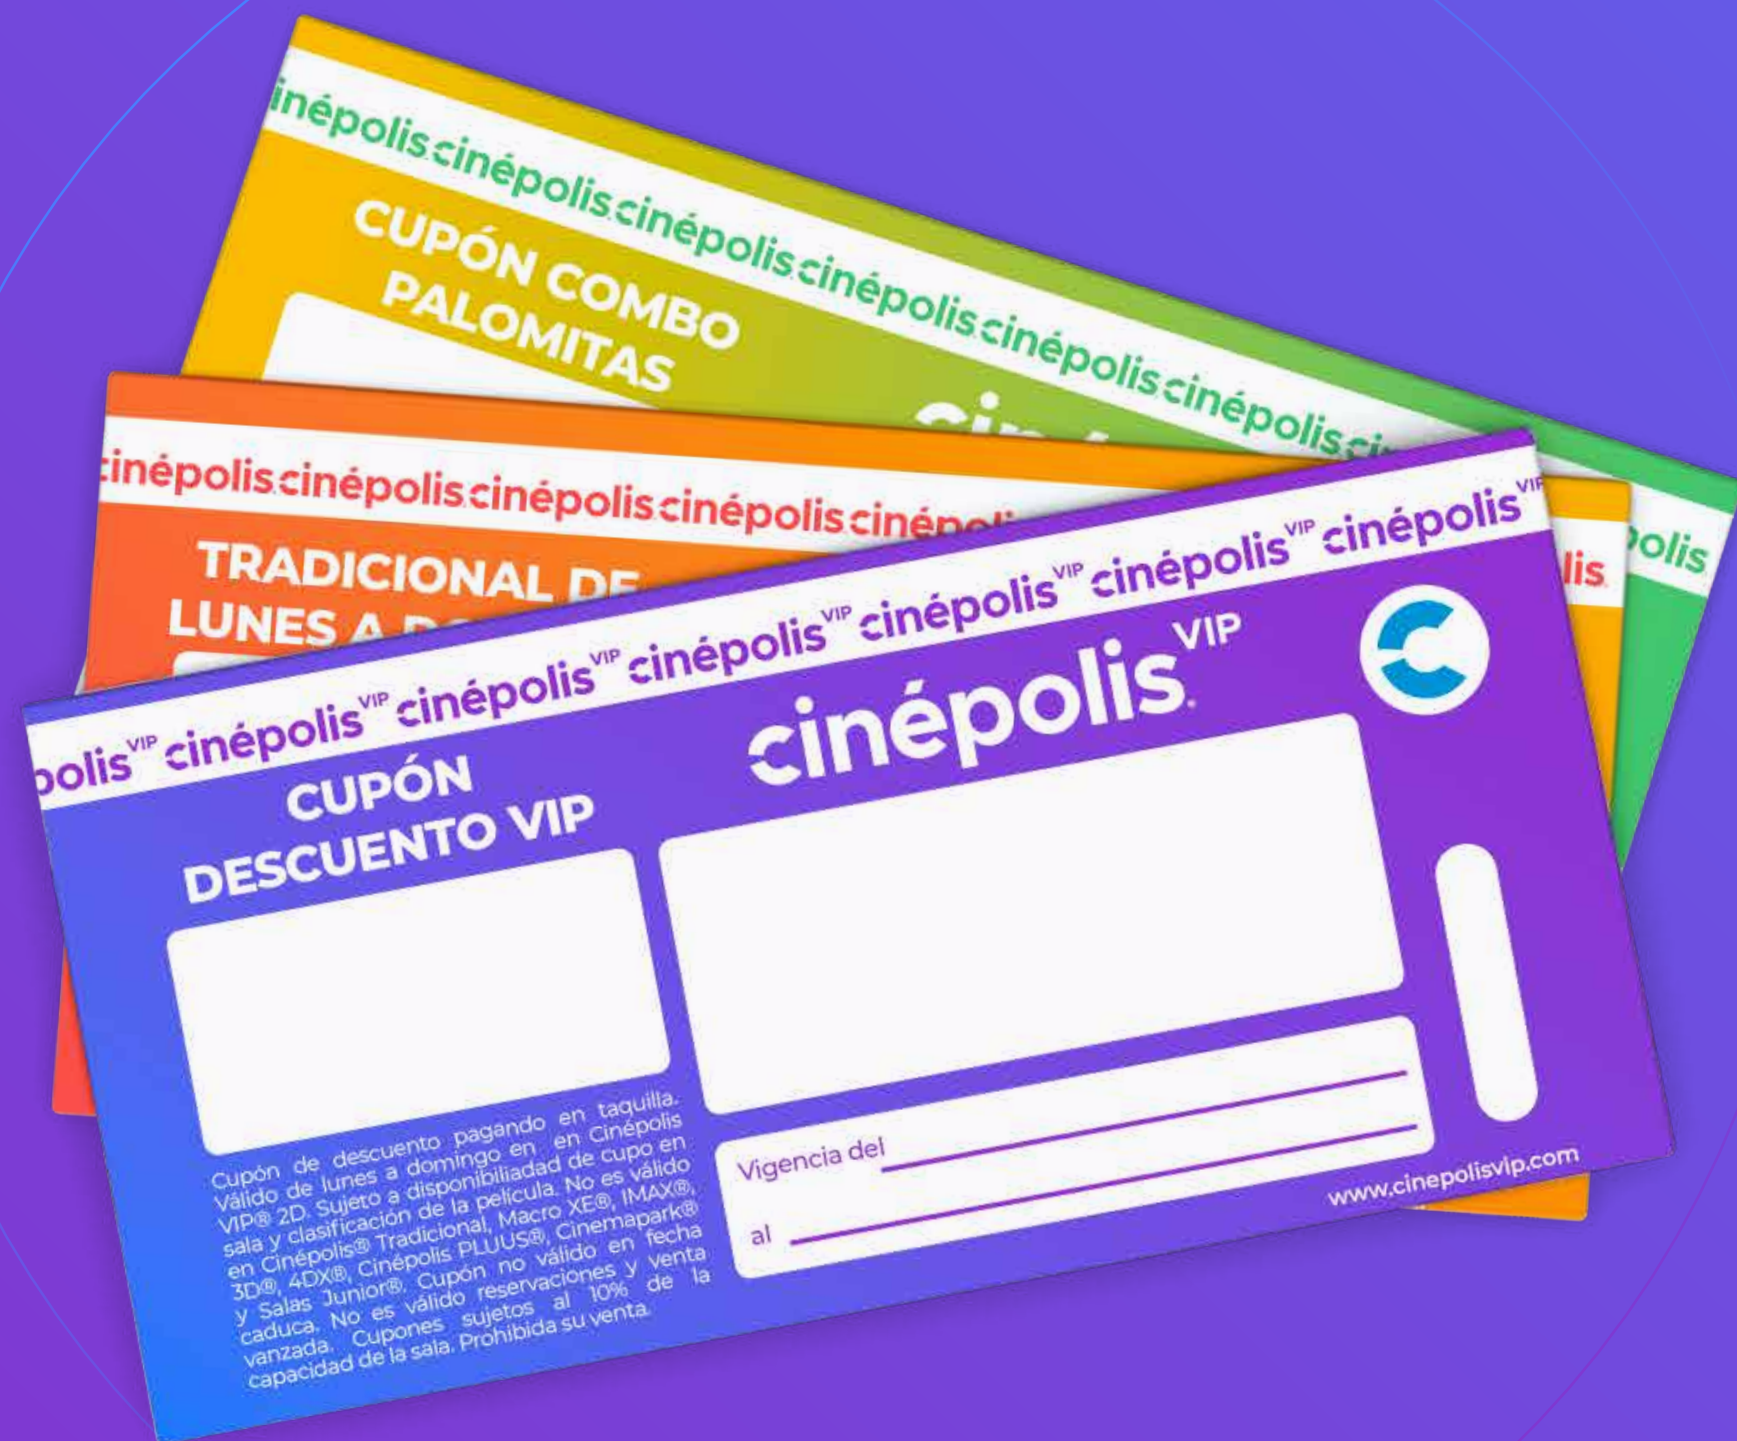 inépolis cinépolis cinépolis cinépolis cinépolis cinépolis
polis
CUPÓN COMBO
PALOMITAS
cinépolis cinépolis cinépolis cinépolis
lis
TRADICIONAL DE
LUNES A
polis VIP cinépolis VIP cinépolis VIP cinépolis VIP cinépolis VIP cinépolis VIP cinépolis VIP
cinépolis VIP
CUPÓN
DESCUENTO VIP
Cupón de descuento pagando en taquilla.
Válido de lunes a domingo en en Cinépolis
VIP® 2D. Sujeto a disponibiliadad de cupo en
sala y clasificación de la película. No es válido
en Cinépolis® Tradicional, Macro XE®, IMAX®,
3D®, 4DX®, Cinépolis PLUUS®, Cinemapark®
y Salas Junior®. Cupón no válido en fecha
caduca. No es válido reservaciones y venta
vanzada. Cupones sujetos al 10% de la
capacidad de la sala. Prohibida su venta.
Vigencia del
al
www.cinepolisvip.com